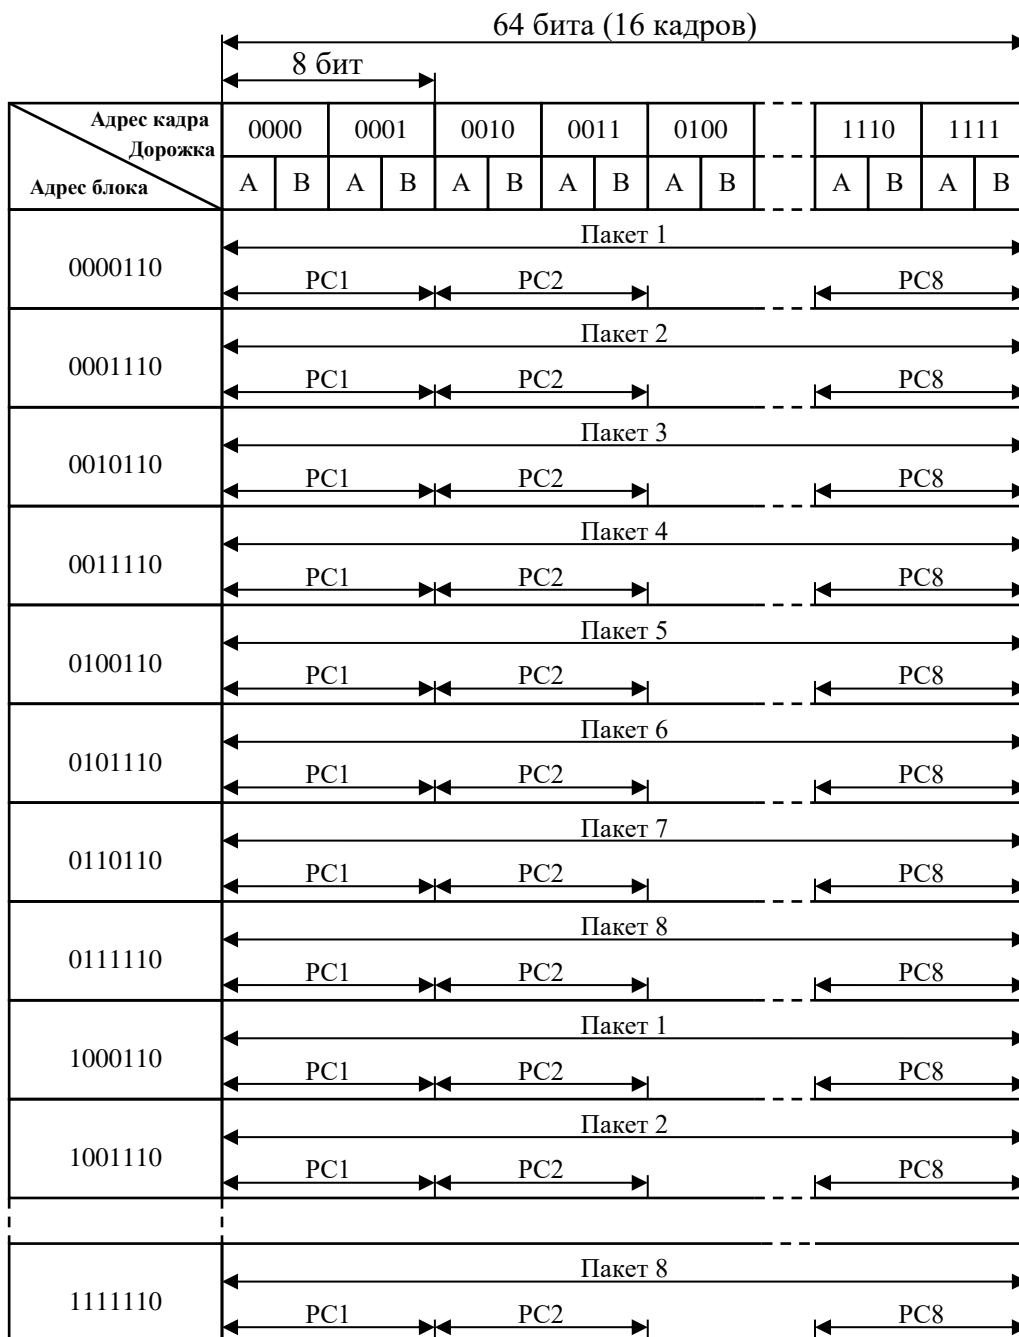 64 бита (16 кадров)
8 бит
Адрес кадра
Дорожка
Адрес блока
0000 0001 0010 0011 0100 1110 1111
A B A B A B A B A B A B A B
Пакет 1
0000110
PC1 PC2 PC8
Пакет 2
0001110
PC1 PC2 PC8
Пакет 3
0010110
PC1 PC2 PC8
Пакет 4
0011110
PC1 PC2 PC8
Пакет 5
0100110
PC1 PC2 PC8
Пакет 6
0101110
PC1 PC2 PC8
Пакет 7
0110110
PC1 PC2 PC8
Пакет 8
0111110
PC1 PC2 PC8
Пакет 1
1000110
PC1 PC2 PC8
Пакет 2
1001110
PC1 PC2 PC8
Пакет 8
1111110
PC1 PC2 PC8